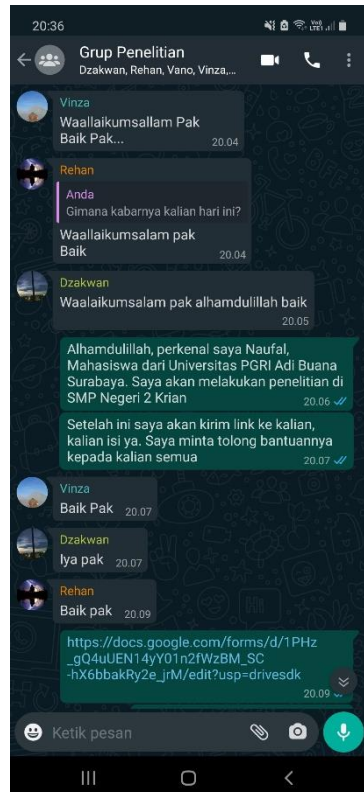 20:36
Grup Penelitian
Dzakwan, Rehan, Vano, Vinza,...
Vinza
Waallaikumsallam Pak
Baik Pak...
20.04
Rehan
Anda
Gimana kabarnya kalian hari ini?
Waallaikumsalam pak
Baik
20.04
Dzakwan
Waalaikumsalam pak alhamdulillah baik
20.05
Alhamdulillah, perkenal saya Naufal,
Mahasiswa dari Universitas PGRI Adi Buana
Surabaya. Saya akan melakukan penelitian di
SMP Negeri 2 Krian
20.06
Setelah ini saya akan kirim link ke kalian,
kalian isi ya. Saya minta tolong bantuannya
kepada kalian semua
20.07
Vinza
Baik Pak 20.07
Dzakwan
Iya pak 20.07
Rehan
Baik pak 20.09
https://docs.google.com/forms/d/1PHz
_gQ4uUEN14yY01n2fWzBM_SC
-hX6bbakRy2e_jrM/edit?usp=drivesdk
20.09
Ketik pesan